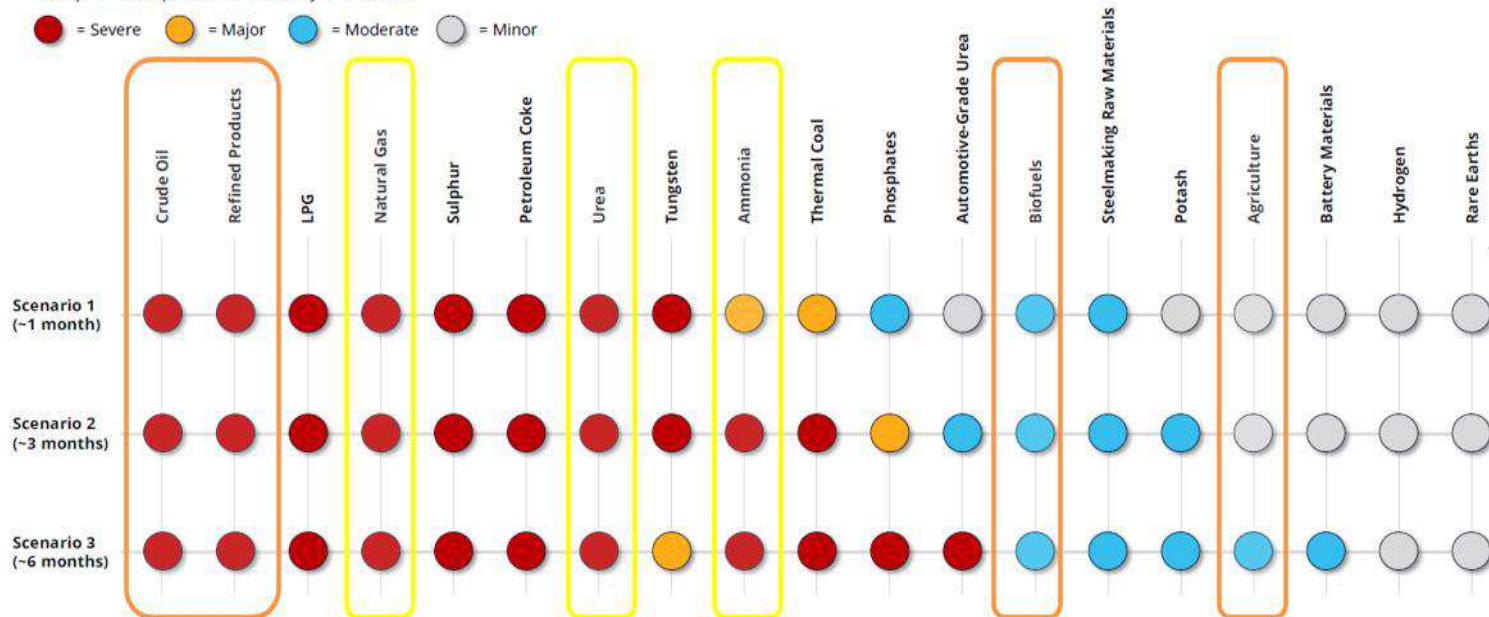 = Severe
= Major
= Moderate
= Minor
Crude Oil
Refined Products
LPG
Natural Gas
Sulphur
Petroleum Coke
Urea
Tungsten
Ammonia
Thermal Coal
Phosphates
Automotive-Grade Urea
Biofuels
Steelmaking Raw Materials
Potash
Agriculture
Battery Materials
Hydrogen
Rare Earths
Scenario 1
(~1 month)
Scenario 2
(~3 months)
Scenario 3
(~6 months)